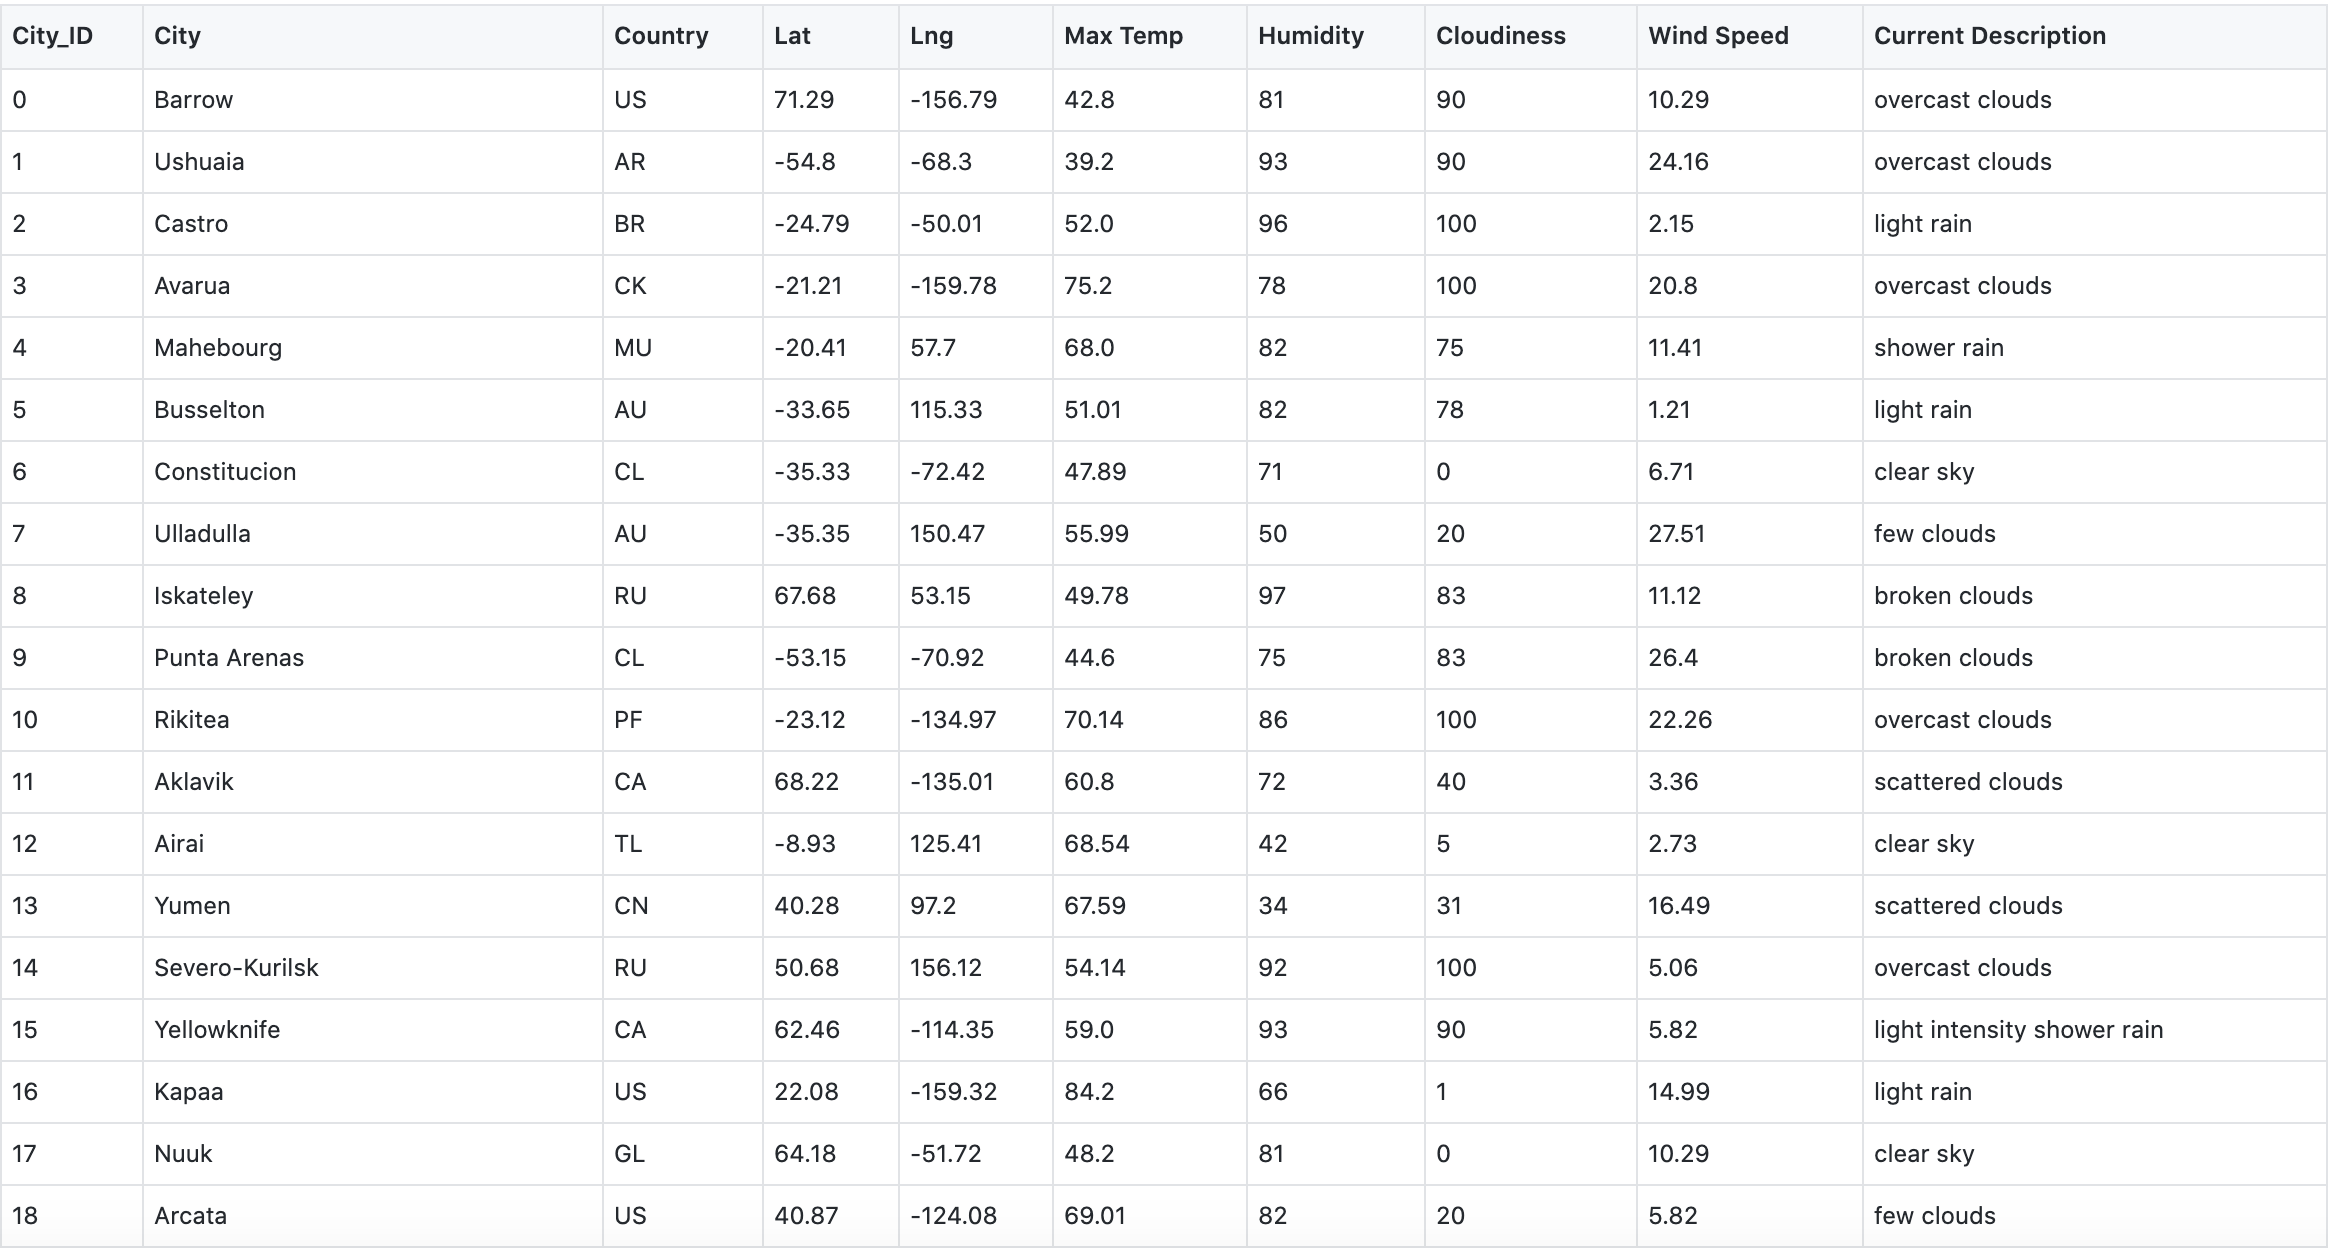 City_ID City Country Lat Lng Max Temp Humidity Cloudiness Wind Speed Current Description
0 Barrow US 71.29 -156.79 42.8 81 90 10.29 overcast clouds
1 Ushuaia AR -54.8 -68.3 39.2 93 90 24.16 overcast clouds
2 Castro BR -24.79 -50.01 52.0 96 100 2.15 light rain
3 Avarua CK -21.21 -159.78 75.2 78 100 20.8 overcast clouds
4 Mahebourg MU -20.41 57.7 68.0 82 75 11.41 shower rain
5 Busselton AU -33.65 115.33 51.01 82 78 1.21 light rain
6 Constitucion CL -35.33 -72.42 47.89 71 0 6.71 clear sky
7 Ulladulla AU -35.35 150.47 55.99 50 20 27.51 few clouds
8 Iskateley RU 67.68 53.15 49.78 97 83 11.12 broken clouds
9 Punta Arenas CL -53.15 -70.92 44.6 75 83 26.4 broken clouds
10 Rikitea PF -23.12 -134.97 70.14 86 100 22.26 overcast clouds
11 Aklavik CA 68.22 -135.01 60.8 72 40 3.36 scattered clouds
12 Airai TL -8.93 125.41 68.54 42 5 2.73 clear sky
13 Yumen CN 40.28 97.2 67.59 34 31 16.49 scattered clouds
14 Severo-Kurilsk RU 50.68 156.12 54.14 92 100 5.06 overcast clouds
15 Yellowknife CA 62.46 -114.35 59.0 93 90 5.82 light intensity shower rain
16 Kapaa US 22.08 -159.32 84.2 66 1 14.99 light rain
17 Nuuk GL 64.18 -51.72 48.2 81 0 10.29 clear sky
18 Arcata US 40.87 -124.08 69.01 82 20 5.82 few clouds